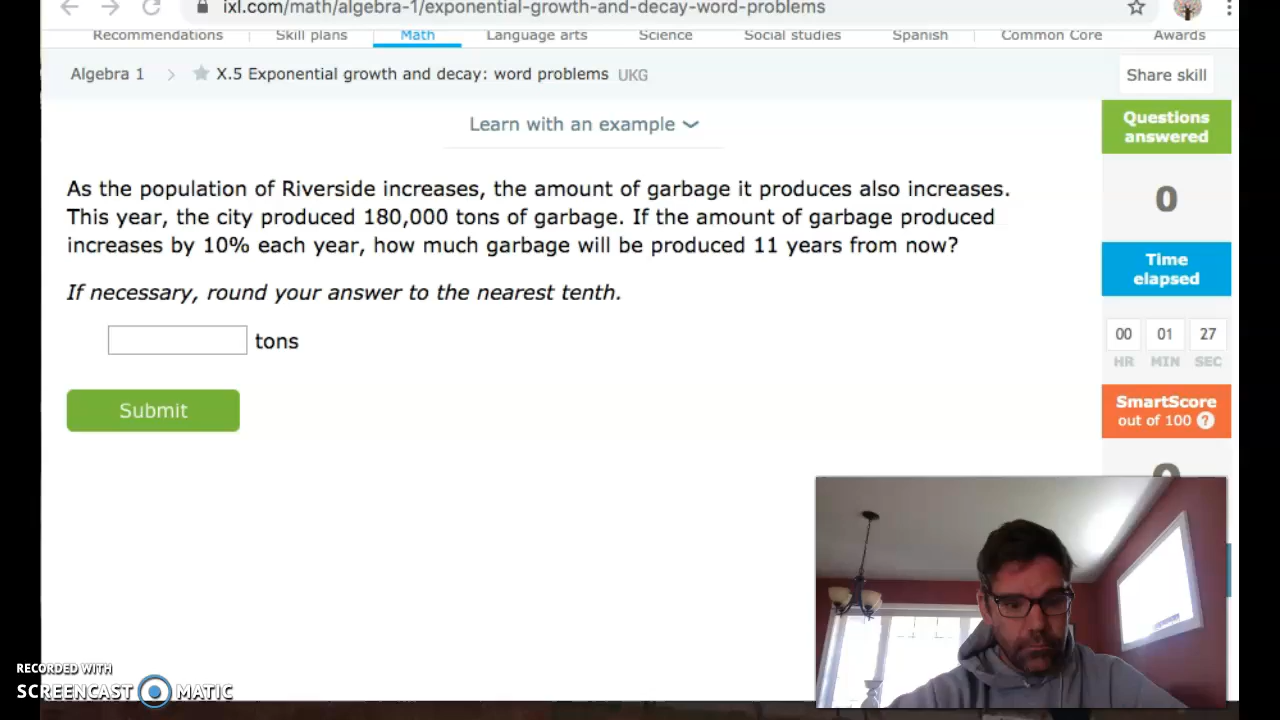 ixl.com/math/algebra-1/exponential-growth-and-decay-word-problems
Recommendations Skill plans Math Language arts Science Social studies Spanish Common Core Awards
Algebra 1 > X.5 Exponential growth and decay: word problems UKG
Share skill
Learn with an example
Questions answered
0
As the population of Riverside increases, the amount of garbage it produces also increases.
This year, the city produced 180,000 tons of garbage. If the amount of garbage produced
increases by 10% each year, how much garbage will be produced 11 years from now?
If necessary, round your answer to the nearest tenth.
tons
Submit
Time
elapsed
00 01 27
HR MIN SEC
SmartScore
out of 100 ?
RECORDED WITH
SCREENCAST MATIC